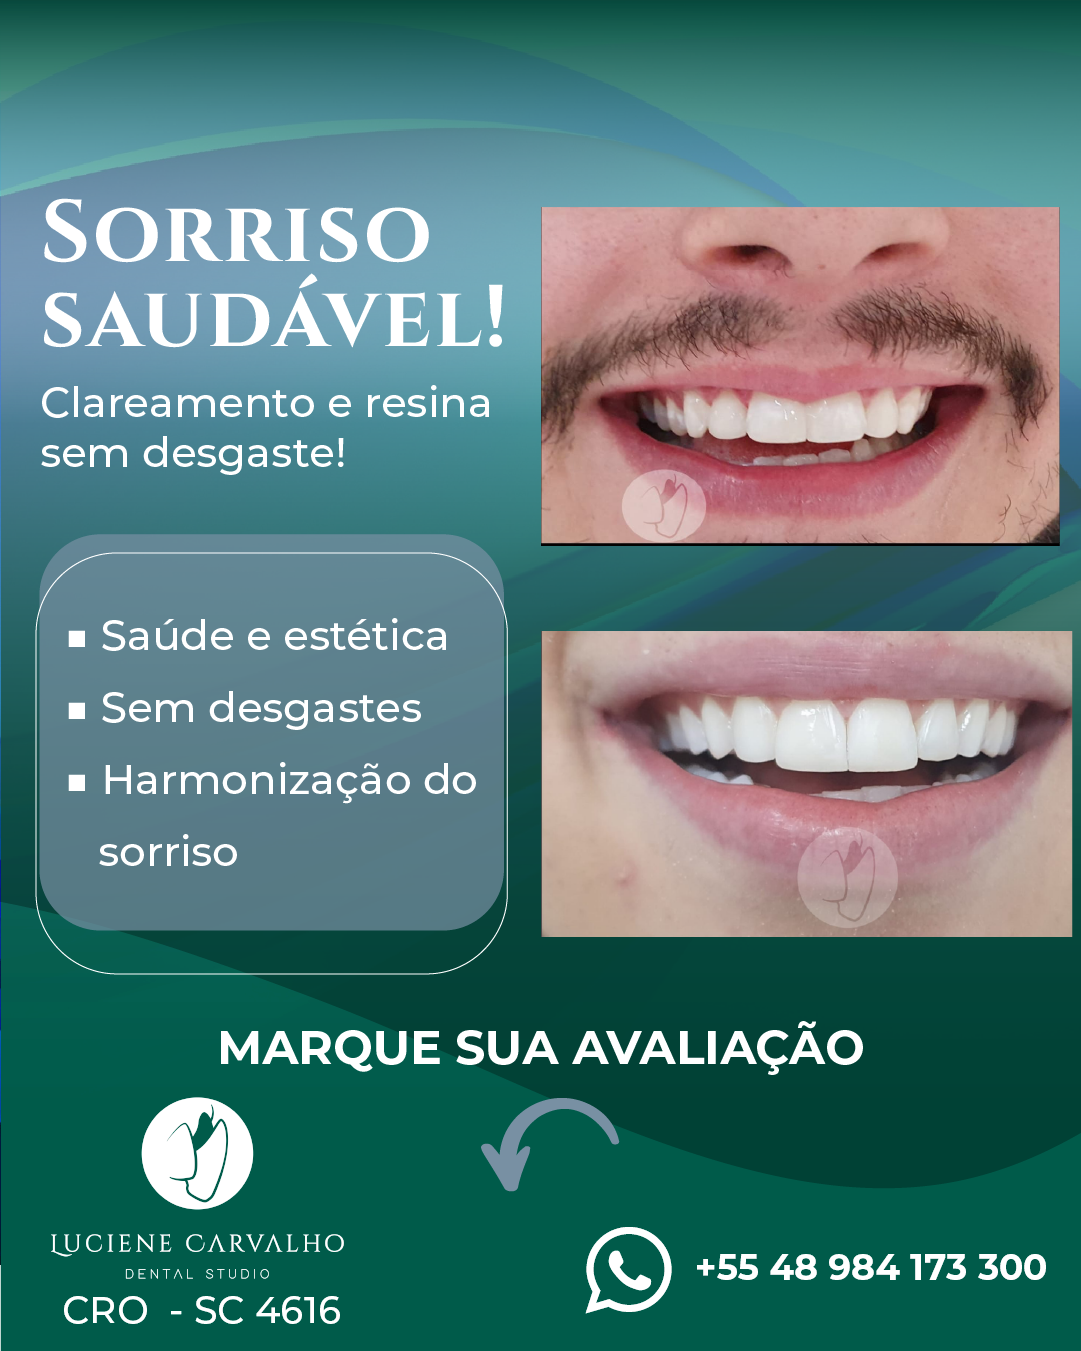 SORRISO
SAUDÁVEL!
Clareamento e resina
sem desgaste!
▪ Saúde e estética
▪ Sem desgastes
▪ Harmonização do
sorriso
MARQUE SUA AVALIAÇÃO
LUCIENE CARVALHO
DENTAL STUDIO
CRO - SC 4616
+55 48 984 173 300